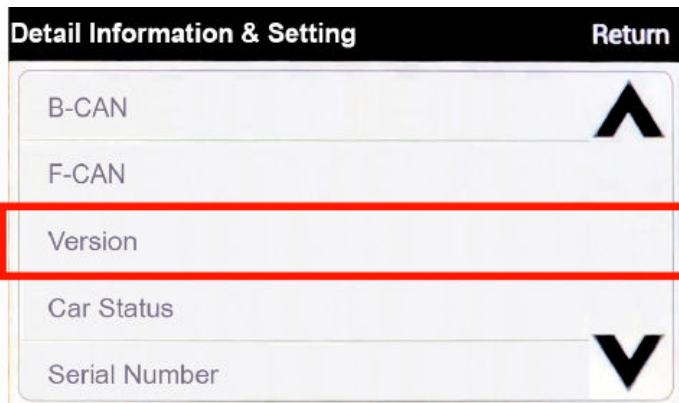 Detail Information & Setting Return
B-CAN
F-CAN
Version
Car Status
Serial Number